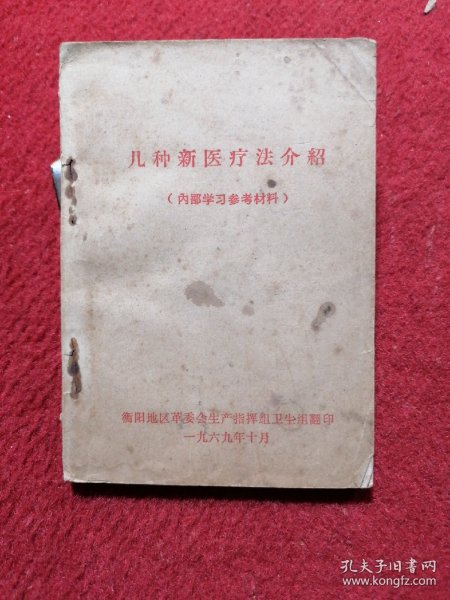 几种新医疗法介紹
（内部学习参考材料）
衡阳地区革委会生产指挥组卫生组翻印
一九六九年十月
孔夫子旧书网
www.kongfz.com